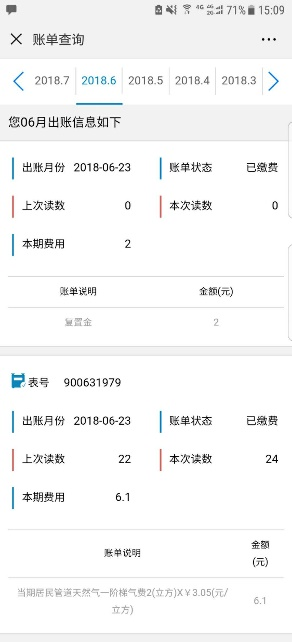 71% 15:09
账单查询
2018.7 2018.6 2018.5 2018.4 2018.3
您06月出账信息如下
出账月份 2018-06-23 账单状态 已缴费
上次读数 0 本次读数 0
本期费用 2
账单说明 金额(元)
复置金 2
表号 900631979
出账月份 2018-06-23 账单状态 已缴费
上次读数 22 本次读数 24
本期费用 6.1
账单说明 金额
(元)
当期居民管道天然气一阶梯气费2(立方)X￥3.05(元/
立方) 6.1